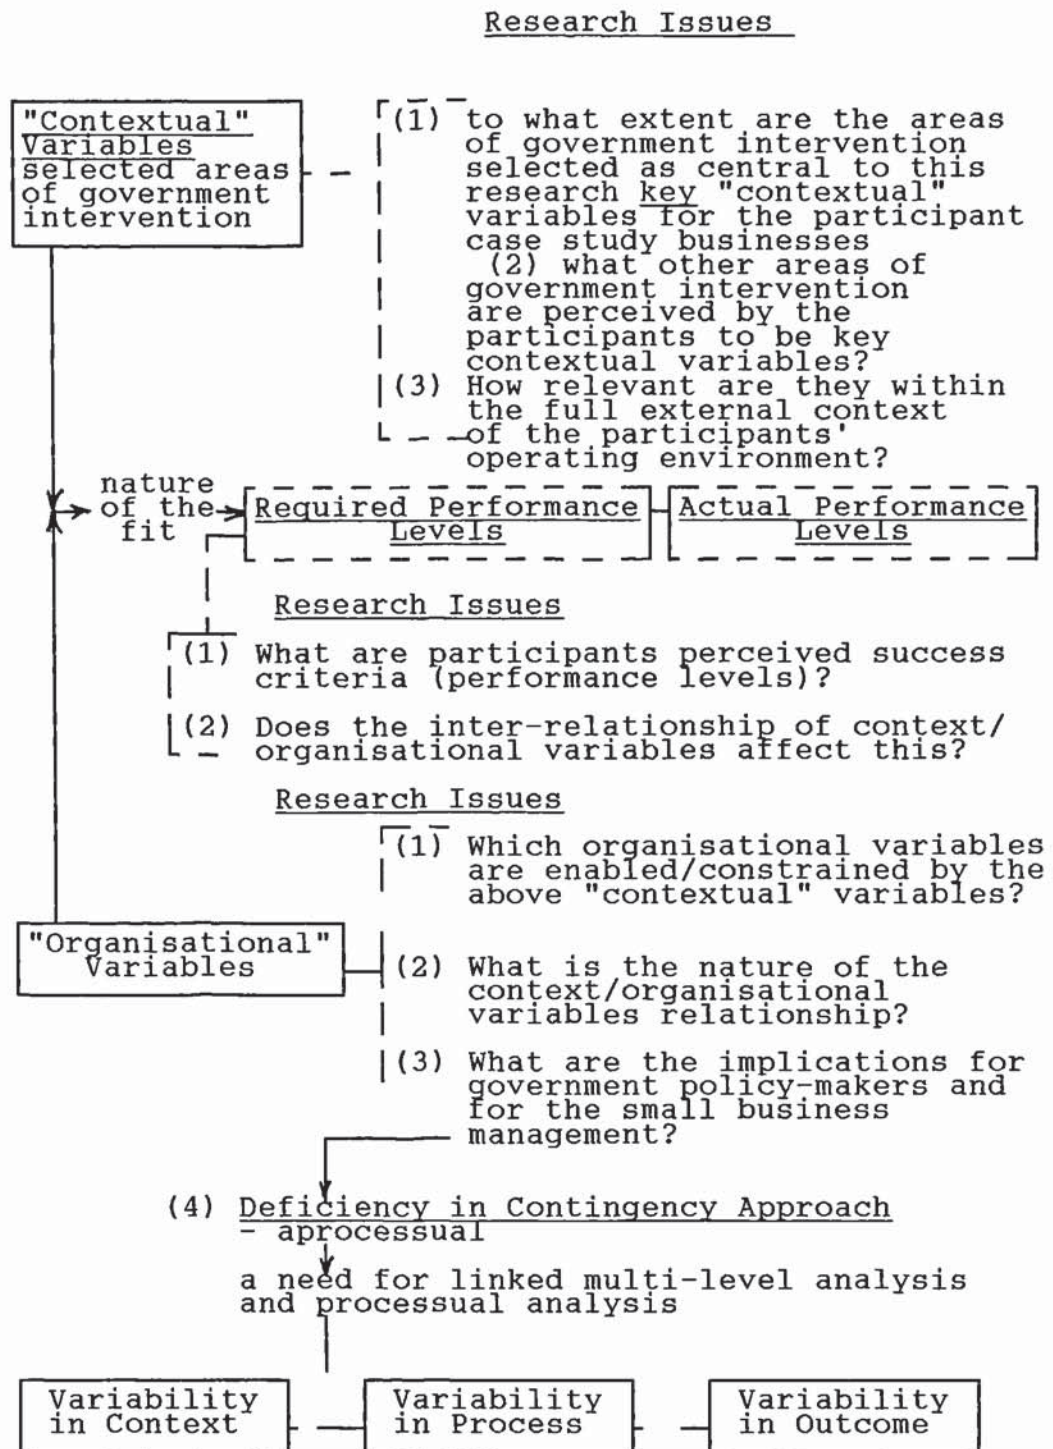 Research Issues
"Contextual"
Variables
selected areas
of government
intervention
(1) to what extent are the areas
of government intervention
selected as central to this
research key "contextual"
variables for the participant
case study businesses
(2) what other areas of
government intervention
are perceived by the
participants to be key
contextual variables?
(3) How relevant are they within
the full external context
of the participants'
operating environment?
nature
of the
fit
Required Performance
Levels
Actual Performance
Levels
Research Issues
(1) What are participants perceived success
criteria (performance levels)?
(2) Does the inter-relationship of context/
organisational variables affect this?
Research Issues
(1) Which organisational variables
are enabled/constrained by the
above "contextual" variables?
"Organisational"
Variables
(2) What is the nature of the
context/organisational
variables relationship?
(3) What are the implications for
government policy-makers and
for the small business
management?
(4) Deficiency in Contingency Approach
- aprocessual
a need for linked multi-level analysis
and processual analysis
Variability
in Context
Variability
in Process
Variability
in Outcome